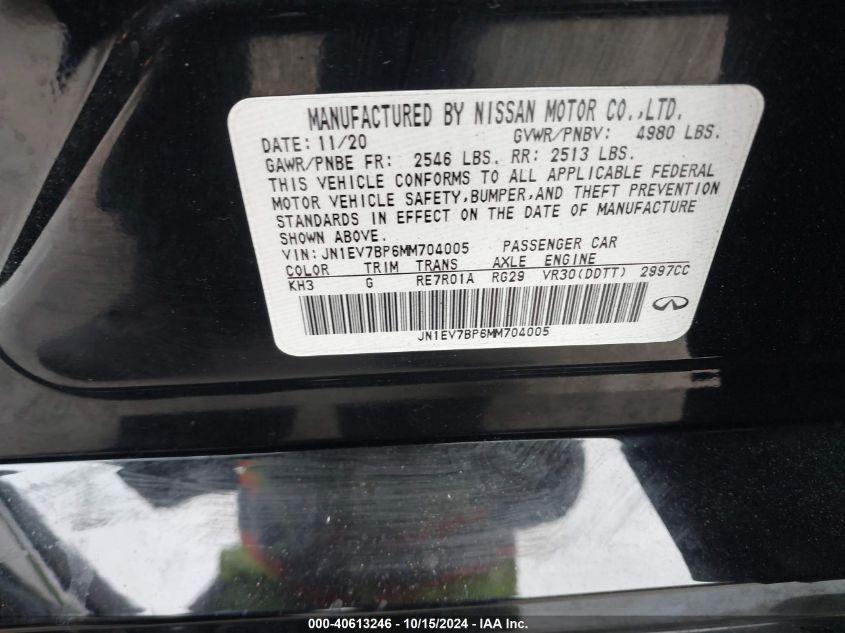 MANUFACTURED BY NISSAN MOTOR CO.,LTD.
DATE: 11/20 GVWR/PNBV: 4980 LBS.
GAWR/PNBE FR: 2546 LBS. RR: 2513 LBS.
THIS VEHICLE CONFORMS TO ALL APPLICABLE FEDERAL
MOTOR VEHICLE SAFETY,BUMPER,AND THEFT PREVENTION
STANDARDS IN EFFECT ON THE DATE OF MANUFACTURE
SHOWN ABOVE.
VIN:JN1EV7BP6MM704005 PASSENGER CAR
COLOR TRIM TRANS AXLE ENGINE
KH3 G RE7R01A RG29 VR30(DDTT) 2997CC
JN1EV7BP6MM704005
000-40613246 - 10/15/2024 - IAA Inc.